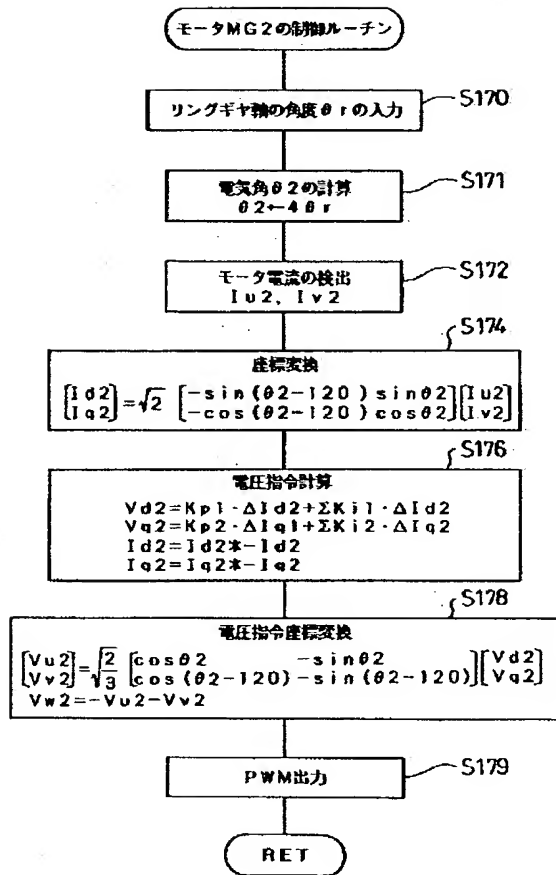 モータMG2の制御ルーチン
リングギヤ軸の角度θrの入力
S170
電気角θ2の計算
θ2←4θr
S171
モータ電流の検出
Iu2、Iv2
S172
S174
座標変換
[Id2]=√2 [-sin(θ2-120)sinθ2][Iu2]
[Iq2] [-cos(θ2-120)cosθ2][Iv2]
S176
電圧指令計算
Vd2=Kp1・ΔId2+ΣKi1・ΔId2
Vq2=Kp2・ΔIq1+ΣKi2・ΔIq2
Id2=Id2*-Id2
Iq2=Iq2*-Iq2
S178
電圧指令座標変換
[Vu2]=√2/3 [cosθ2 -sinθ2][Vd2]
[Vv2] [cos(θ2-120)-sin(θ2-120)][Vq2]
Vw2=-Vu2-Vv2
PWM出力
S179
RET